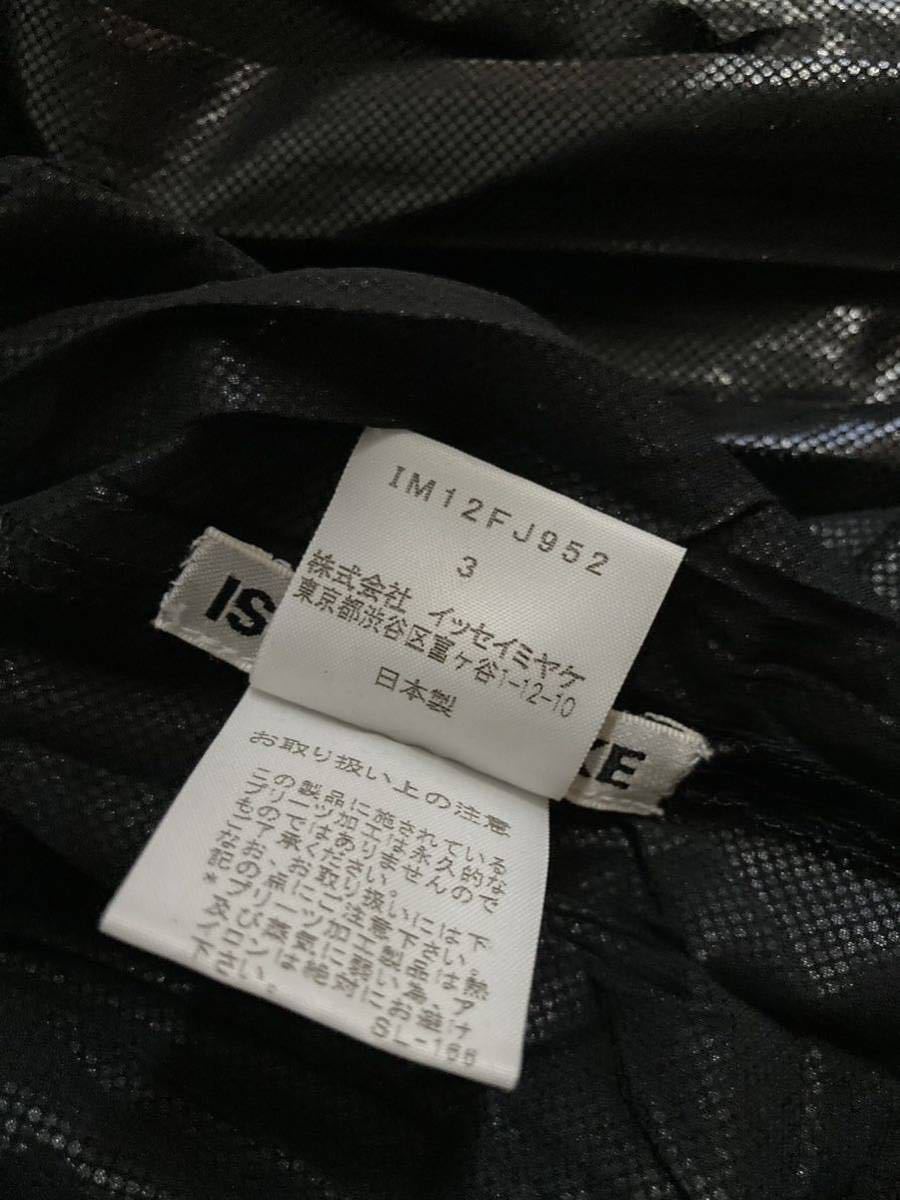 IM12FJ952
3
株式会社 イッセイミヤケ
東京都渋谷区富ヶ谷1-12-10
日本製
IS
KE
お取り扱い上の注意
この製品に施されている
プリーツ加工は永久的な
ものではありませんので
ご了承ください。
なお、お取り扱いには下
記の点にご注意下さい。
*プリーツ加工製品は熱
及び蒸気に弱い為、ア
イロンは絶対にお避け
下さい。
SL-166